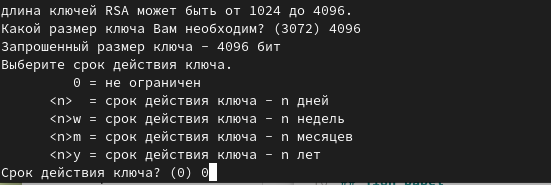 длина ключей RSA может быть от 1024 до 4096.
Какой размер ключа Вам необходим? (3072) 4096
Запрошенный размер ключа - 4096 бит
Выберите срок действия ключа.
0 = не ограничен
<n> = срок действия ключа - n дней
<n>w = срок действия ключа - n недель
<n>m = срок действия ключа - n месяцев
<n>y = срок действия ключа - n лет
Срок действия ключа? (0) 0